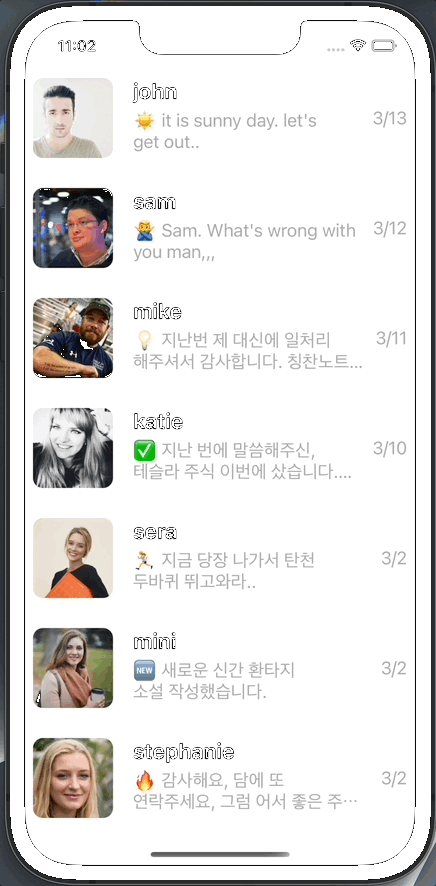 11:02
john
☀️ it is sunny day. let's
get out..
3/13
sam
🙅‍♂️ Sam. What's wrong with
you man,,,
3/12
mike
💡 지난번 제 대신에 일처리
해주셔서 감사합니다. 칭찬노트...
3/11
katie
✅ 지난 번에 말씀해주신,
테슬라 주식 이번에 샀습니다....
3/10
sera
🏃🏼‍♀️ 지금 당장 나가서 탄천
두바퀴 뛰고와라..
3/2
mini
🆕 새로운 신간 환타지
소설 작성했습니다.
3/2
stephanie
🔥 감사해요, 담에 또
연락주세요, 그럼 어서 좋은 주…
3/2